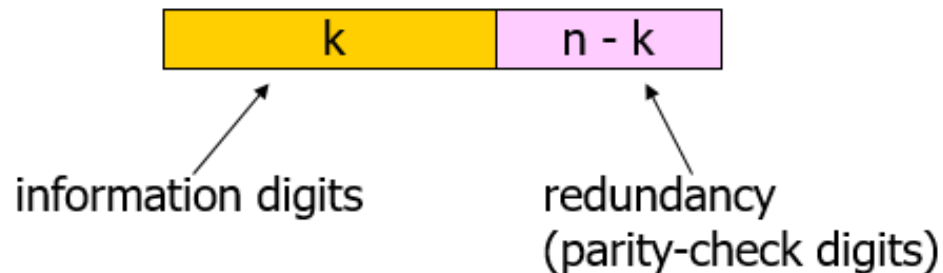 k
n - k
information digits
redundancy
(parity-check digits)